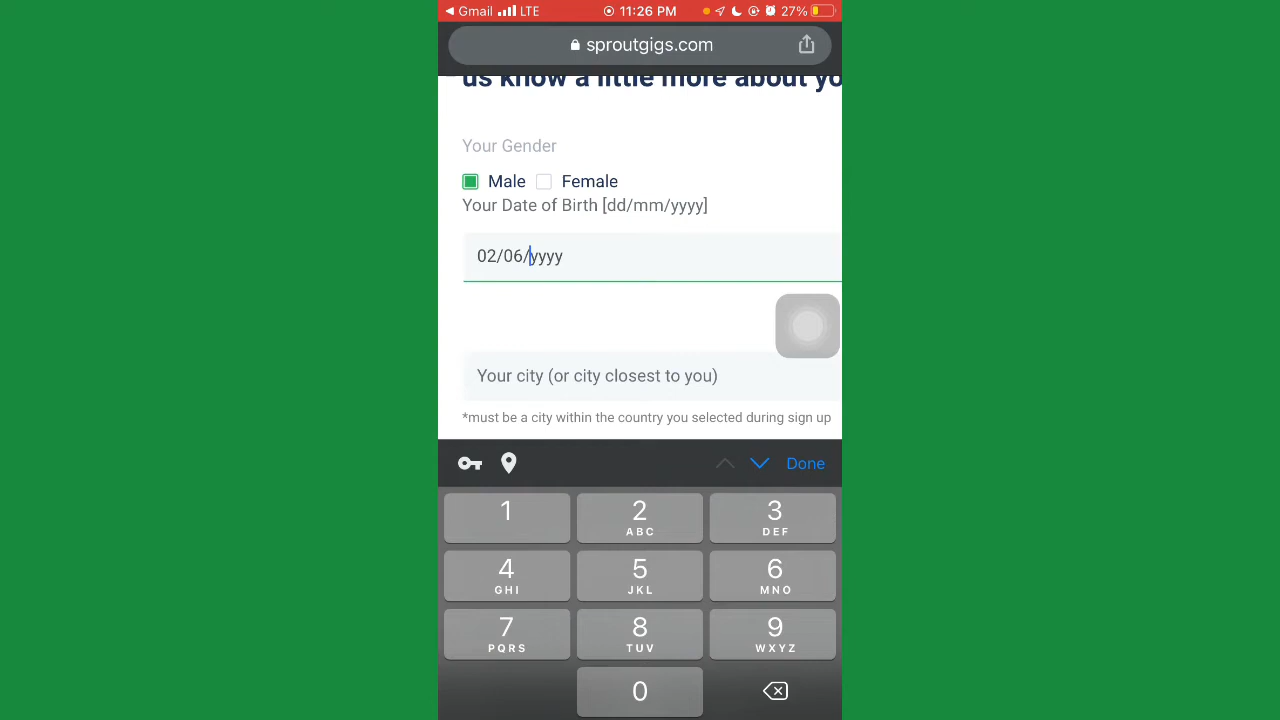 Gmail LTE 11:26 PM 27%
sproutgigs.com
us know a little more about yo
Your Gender
Male Female
Your Date of Birth [dd/mm/yyyy]
02/06/yyyy
Your city (or city closest to you)
*must be a city within the country you selected during sign up
Done
1 2 3
ABC DEF
4 5 6
GHI JKL MNO
7 8 9
PQRS TUV WXYZ
0